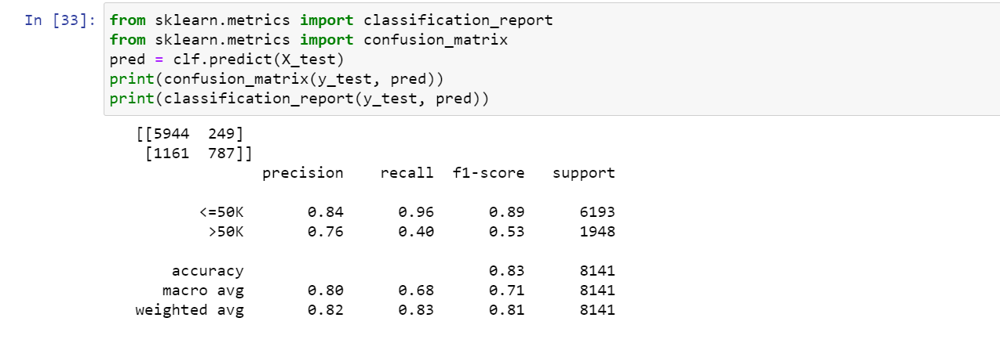 In [33]: from sklearn.metrics import classification_report
from sklearn.metrics import confusion_matrix
pred = clf.predict(X_test)
print(confusion_matrix(y_test, pred))
print(classification_report(y_test, pred))
[[5944  249]
 [1161  787]]
              precision    recall  f1-score   support
       <=50K       0.84      0.96      0.89      6193
        >50K       0.76      0.40      0.53      1948
    accuracy                           0.83      8141
   macro avg       0.80      0.68      0.71      8141
weighted avg       0.82      0.83      0.81      8141